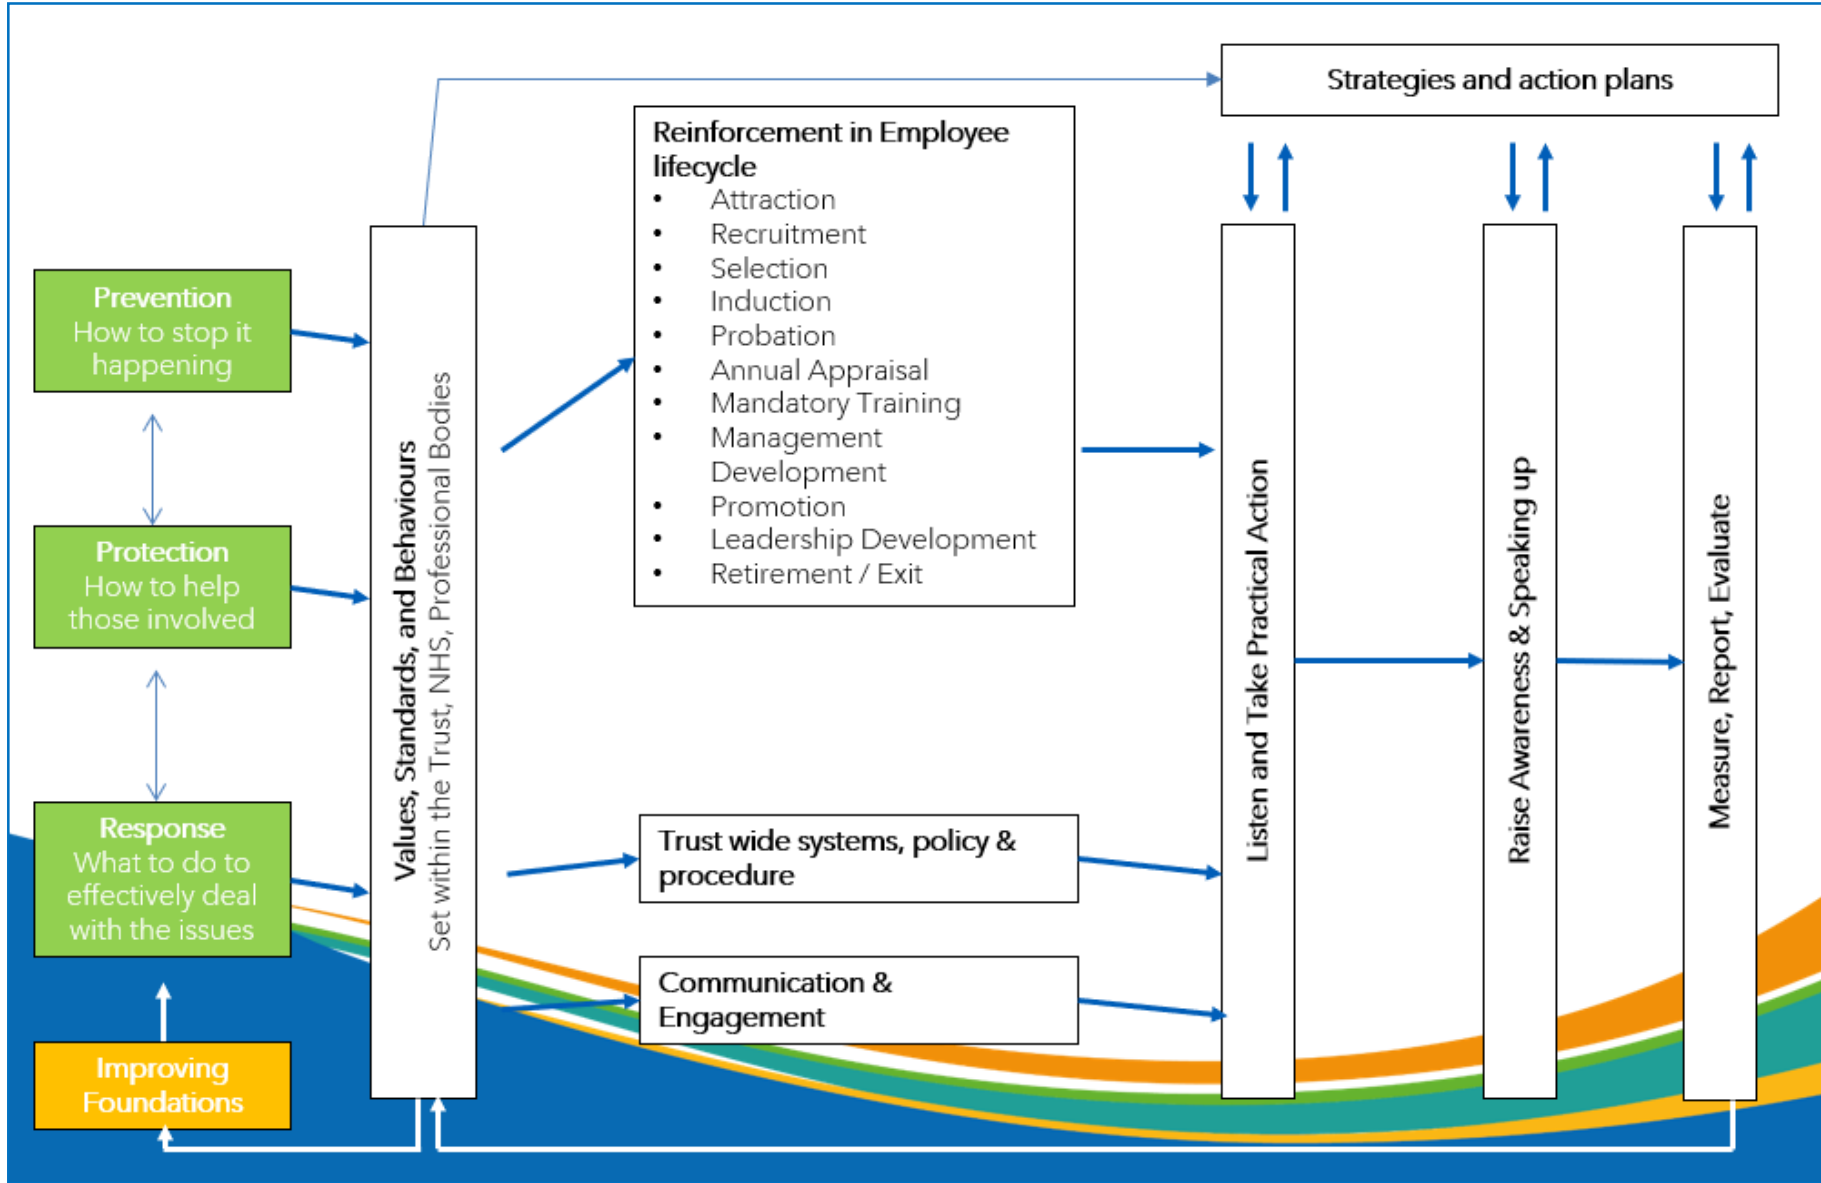 Strategies and action plans
Reinforcement in Employee
lifecycle
• Attraction
• Recruitment
• Selection
• Induction
• Probation
• Annual Appraisal
• Mandatory Training
• Management
Development
• Promotion
• Leadership Development
• Retirement / Exit
Prevention
How to stop it
happening
Protection
How to help
those involved
Response
What to do to
effectively deal
with the issues
Improving
Foundations
Values, Standards, and Behaviours
Set within the Trust, NHS, Professional Bodies
Trust wide systems, policy &
procedure
Communication &
Engagement
Listen and Take Practical Action
Raise Awareness & Speaking up
Measure, Report, Evaluate